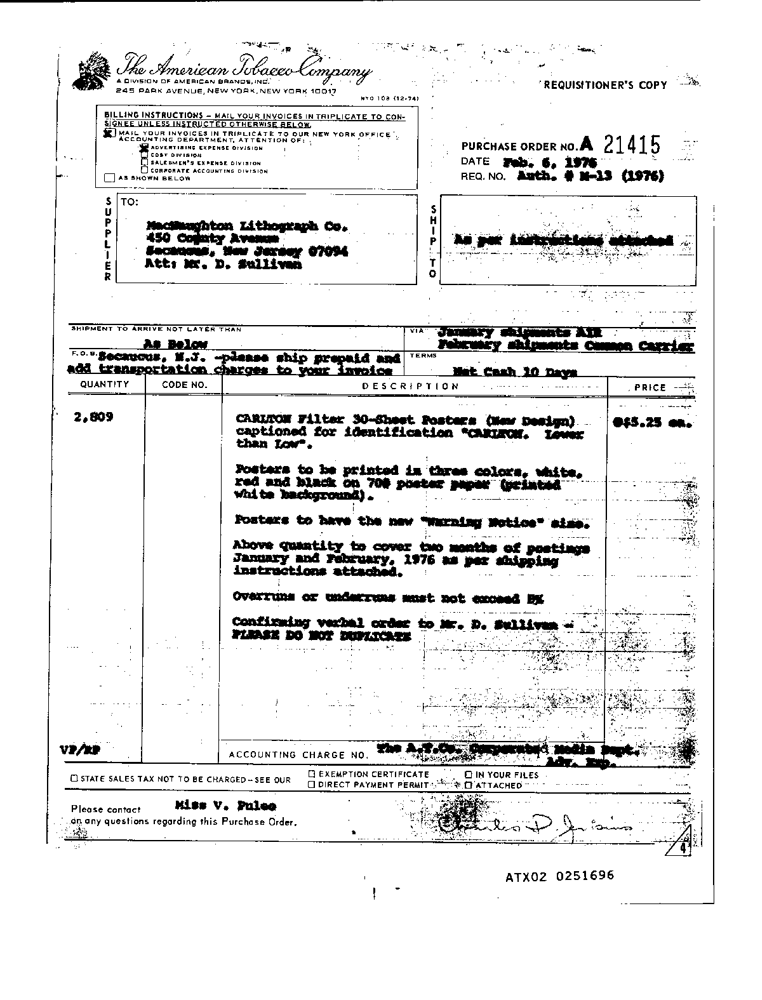 The American Tobacco Company
A DIVISION OF AMERICAN BRANDS, INC.
245 PARK AVENUE, NEW YORK, NEW YORK 10017
NYO 108 (12-74)
REQUISITIONER'S COPY
BILLING INSTRUCTIONS – MAIL YOUR INVOICES IN TRIPLICATE TO CON-
SIGNEE UNLESS INSTRUCTED OTHERWISE BELOW.
MAIL YOUR INVOICES IN TRIPLICATE TO OUR NEW YORK OFFICE
ACCOUNTING DEPARTMENT, ATTENTION OF:
ADVERTISING EXPENSE DIVISION
COST DIVISION
SALESMEN'S EXPENSE DIVISION
CORPORATE ACCOUNTING DIVISION
AS SHOWN BELOW
PURCHASE ORDER NO. A 21415
DATE Feb. 6, 1976
REQ. NO. Auth. # M-13 (1976)
SUPPLIER
TO:
MacNaughton Lithograph Co.
450 County Avenue
Secaucus, New Jersey 07094
Att: Mr. D. Sullivan
SHIP TO
As per instructions attached
SHIPMENT TO ARRIVE NOT LATER THAN
As Below
VIA January shipments AIR
February shipments Common Carrier
F.O.B. Secaucus, N.J. -please ship prepaid and
add transportation charges to your invoice
TERMS
Net Cash 10 Days
QUANTITY CODE NO. DESCRIPTION PRICE
2,809 CARLTON Filter 30-Sheet Posters (New Design) @$5.25 ea.
captioned for identification "CARLTON. Lower
than Low".
Posters to be printed in three colors, white,
red and black on 70# poster paper (printed
white background).
Posters to have the new "Warning Notice" size.
Above quantity to cover two months of postings
January and February, 1976 as per shipping
instructions attached.
Overruns or underruns must not exceed 5%
Confirming verbal order to Mr. D. Sullivan –
PLEASE DO NOT DUPLICATE
VP/RP
ACCOUNTING CHARGE NO. The A.T.Co. Corporated Media Dept.
Adv. Exp.
STATE SALES TAX NOT TO BE CHARGED – SEE OUR
EXEMPTION CERTIFICATE
DIRECT PAYMENT PERMIT
IN YOUR FILES
ATTACHED
Please contact Miss V. Puleo
on any questions regarding this Purchase Order.
Charles D.
4
ATX02 0251696